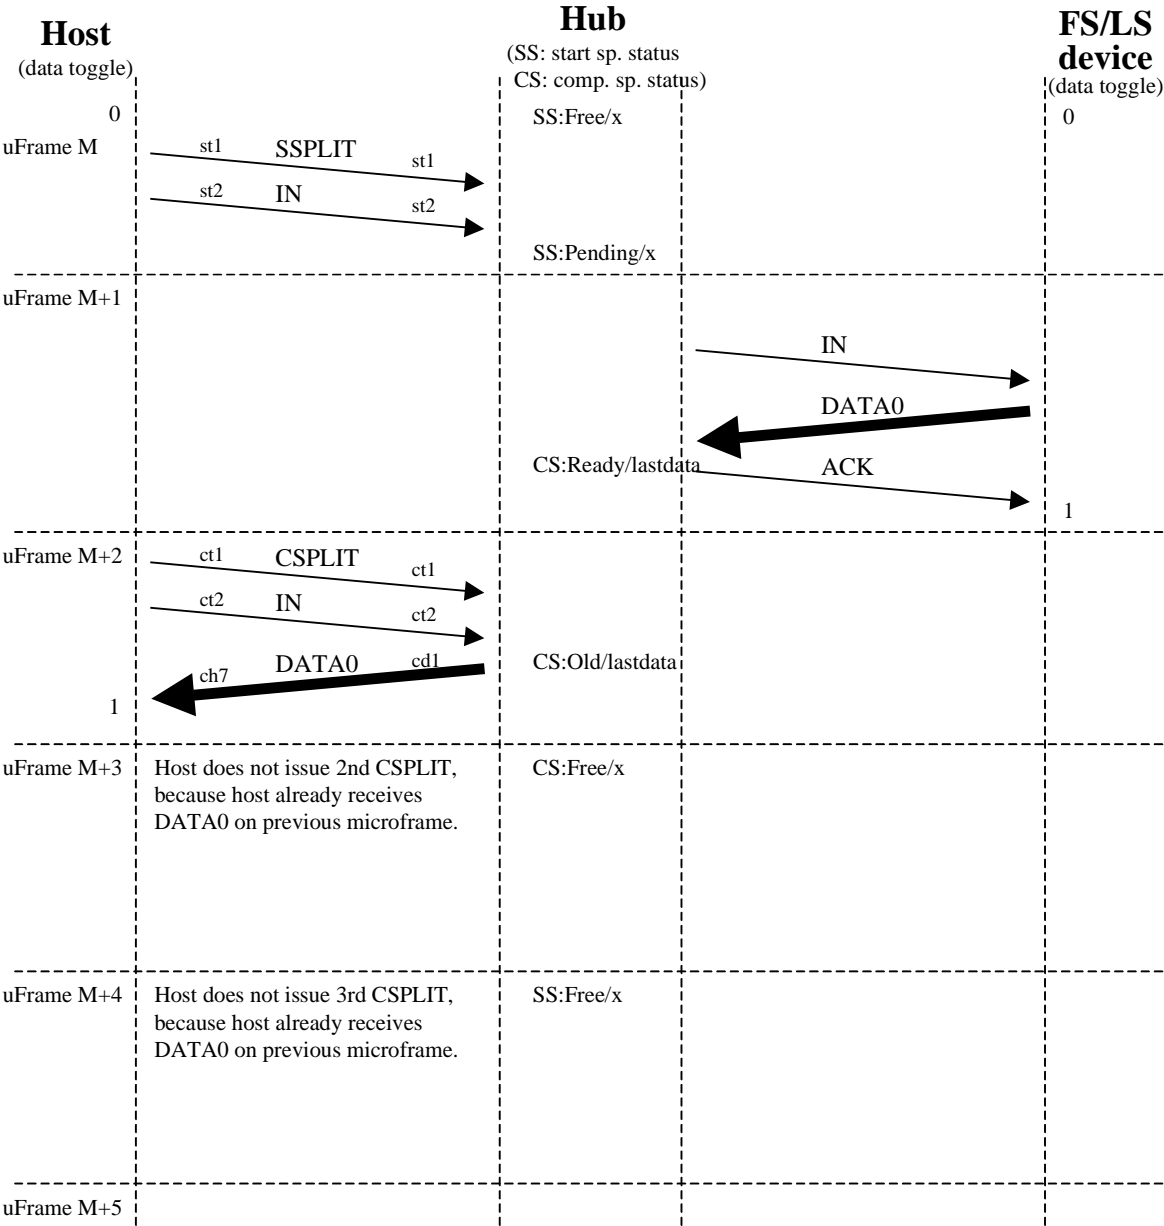 Host
(data toggle)
Hub
(SS: start sp. status
CS: comp. sp. status)
FS/LS
device
(data toggle)
0
SS:Free/x
0
uFrame M
st1
SSPLIT
st1
st2
IN
st2
SS:Pending/x
uFrame M+1
IN
DATA0
CS:Ready/lastdata
ACK
1
uFrame M+2
ct1
CSPLIT
ct1
ct2
IN
ct2
ch7
DATA0
cd1
CS:Old/lastdata
1
uFrame M+3
Host does not issue 2nd CSPLIT,
because host already receives
DATA0 on previous microframe.
CS:Free/x
uFrame M+4
Host does not issue 3rd CSPLIT,
because host already receives
DATA0 on previous microframe.
SS:Free/x
uFrame M+5